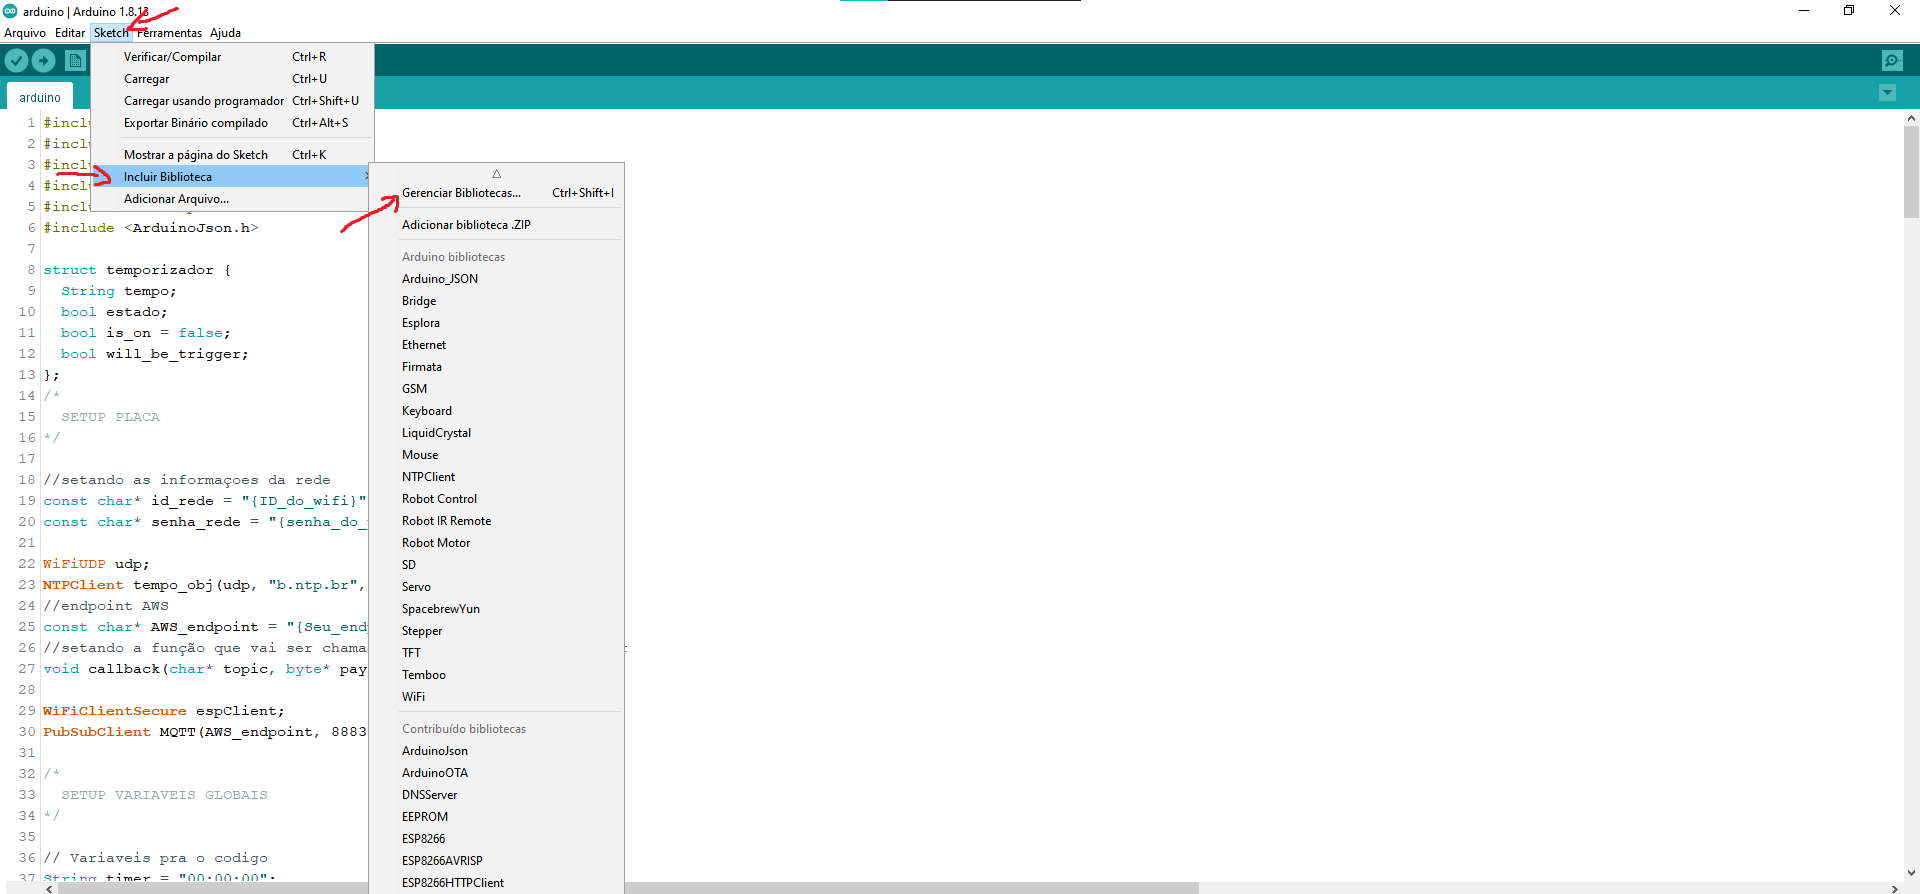 arduino | Arduino 1.8.13
Arquivo Editar Sketch Ferramentas Ajuda
Verificar/Compilar Ctrl+R
Carregar Ctrl+U
Carregar usando programador Ctrl+Shift+U
Exportar Binário compilado Ctrl+Alt+S
Mostrar a página do Sketch Ctrl+K
Incluir Biblioteca
Adicionar Arquivo...
△
Gerenciar Bibliotecas... Ctrl+Shift+I
Adicionar biblioteca .ZIP
Arduino bibliotecas
Arduino_JSON
Bridge
Esplora
Ethernet
Firmata
GSM
Keyboard
LiquidCrystal
Mouse
NTPClient
Robot Control
Robot IR Remote
Robot Motor
SD
Servo
SpacebrewYun
Stepper
TFT
Temboo
WiFi
Contribuído bibliotecas
ArduinoJson
ArduinoOTA
DNSServer
EEPROM
ESP8266
ESP8266AVRISP
ESP8266HTTPClient
arduino
1 #inclu
2 #inclu
3 #inclu
4 #inclu
5 #inclu
6 #include <ArduinoJson.h>
7
8 struct temporizador {
9 String tempo;
10 bool estado;
11 bool is_on = false;
12 bool will_be_trigger;
13 };
14 /*
15 SETUP PLACA
16 */
17
18 //setando as informaçoes da rede
19 const char* id_rede = "{ID_do_wifi}"
20 const char* senha_rede = "{senha_do_
21
22 WiFiUDP udp;
23 NTPClient tempo_obj(udp, "b.ntp.br",
24 //endpoint AWS
25 const char* AWS_endpoint = "{Seu_end
26 //setando a função que vai ser chama
27 void callback(char* topic, byte* pay
28
29 WiFiClientSecure espClient;
30 PubSubClient MQTT(AWS_endpoint, 8883
31
32 /*
33 SETUP VARIAVEIS GLOBAIS
34 */
35
36 // Variaveis pra o codigo
37 String timer = "00:00:00";